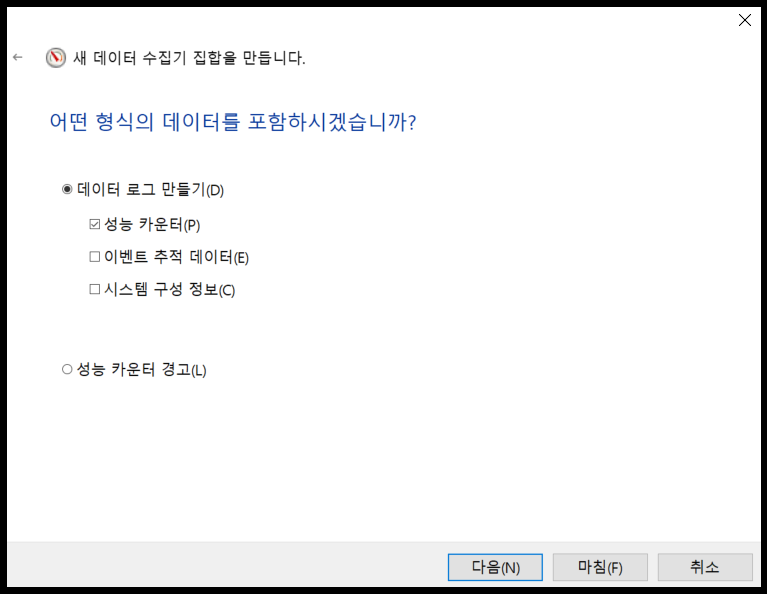 새 데이터 수집기 집합을 만듭니다.
어떤 형식의 데이터를 포함하시겠습니까?
데이터 로그 만들기(D)
성능 카운터(P)
이벤트 추적 데이터(E)
시스템 구성 정보(C)
성능 카운터 경고(L)
다음(N) 마침(F) 취소